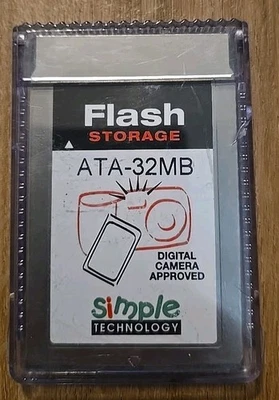 Flash
STORAGE
ATA-32MB
DIGITAL
CAMERA
APPROVED
simple
TECHNOLOGY